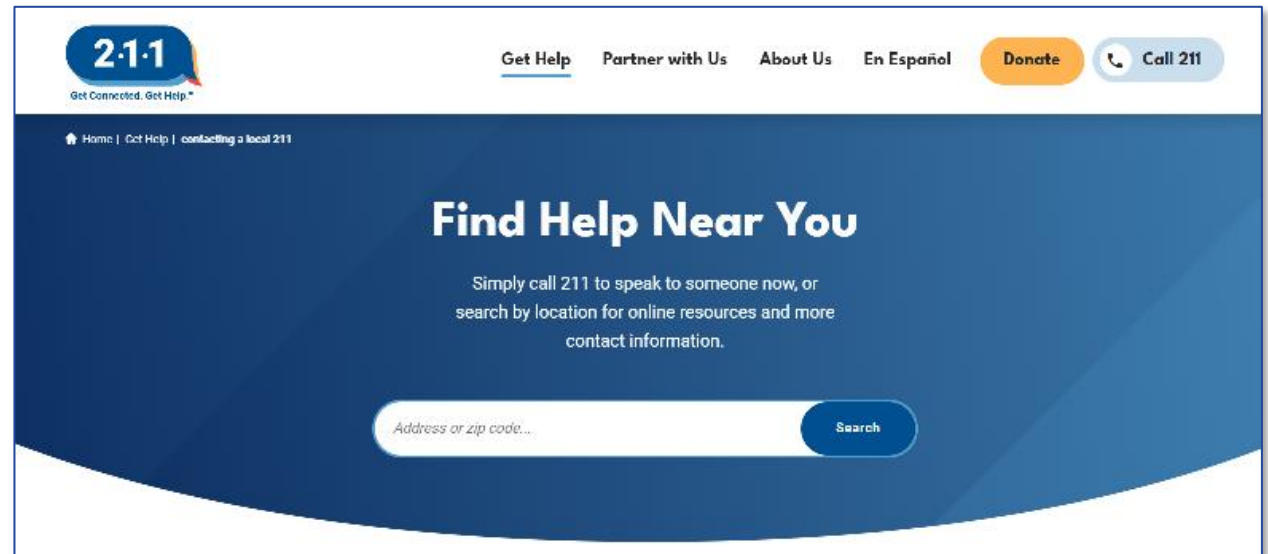 2·1·1
Get Connected. Get Help.™
Get Help
Partner with Us
About Us
En Español
Donate
Call 211
Home | Get Help | contacting a local 211
Find Help Near You
Simply call 211 to speak to someone now, or
search by location for online resources and more
contact information.
Address or zip code...
Search